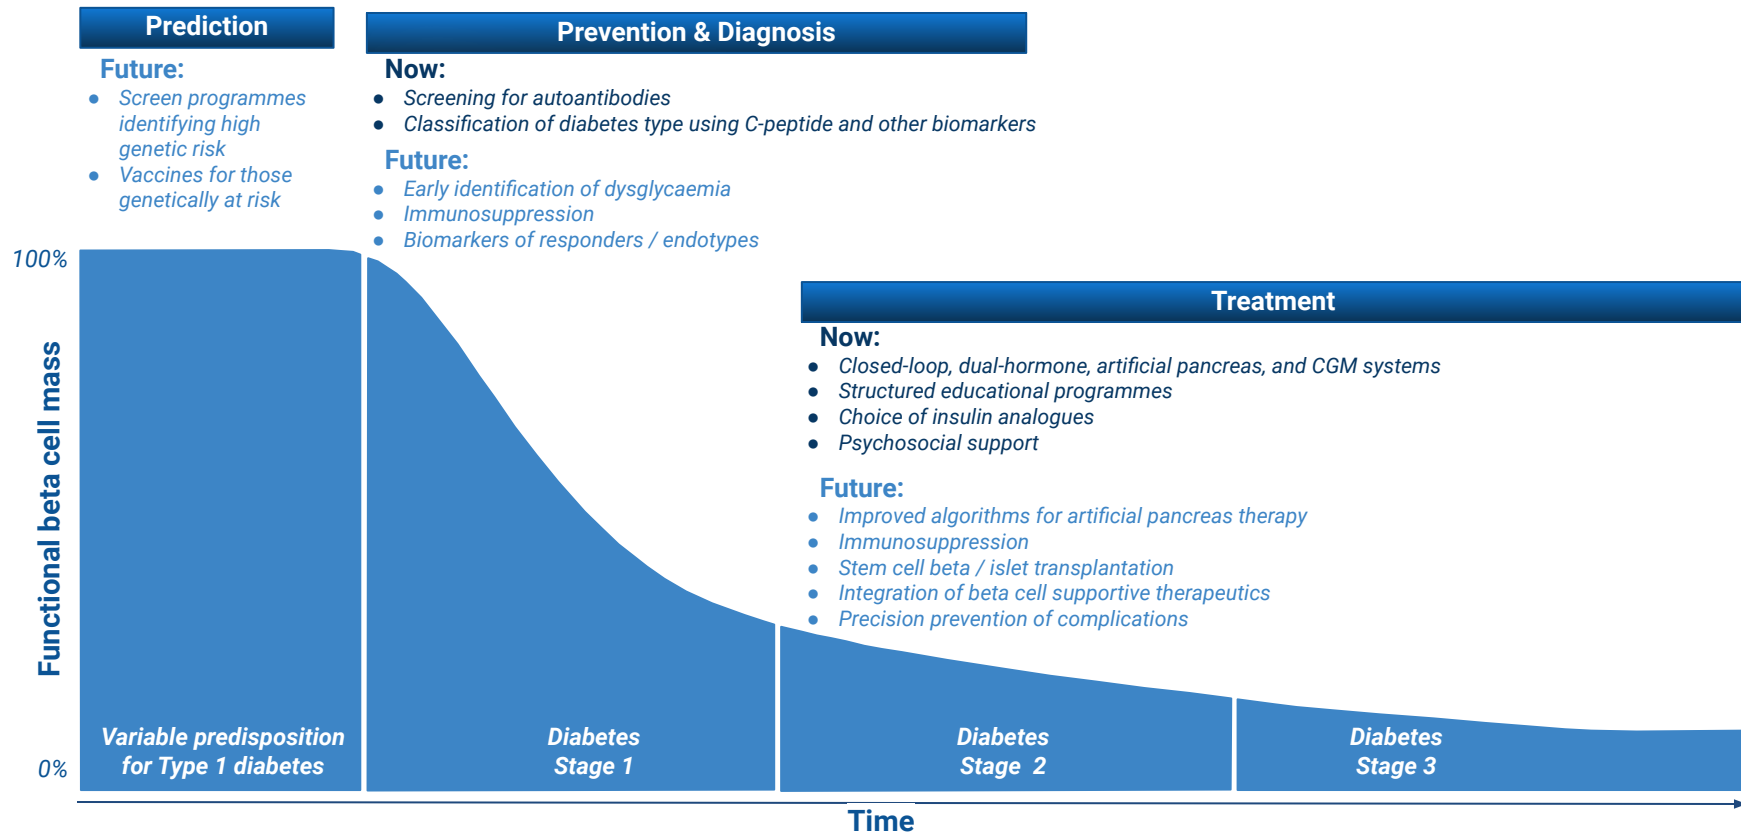 Prediction
Future:
● Screen programmes
identifying high
genetic risk
● Vaccines for those
genetically at risk
Prevention & Diagnosis
Now:
● Screening for autoantibodies
● Classification of diabetes type using C-peptide and other biomarkers
Future:
● Early identification of dysglycaemia
● Immunosuppression
● Biomarkers of responders / endotypes
Treatment
Now:
● Closed-loop, dual-hormone, artificial pancreas, and CGM systems
● Structured educational programmes
● Choice of insulin analogues
● Psychosocial support
Future:
● Improved algorithms for artificial pancreas therapy
● Immunosuppression
● Stem cell beta / islet transplantation
● Integration of beta cell supportive therapeutics
● Precision prevention of complications
100%
Functional beta cell mass
0%
Variable predisposition
for Type 1 diabetes
Diabetes
Stage 1
Diabetes
Stage 2
Diabetes
Stage 3
Time